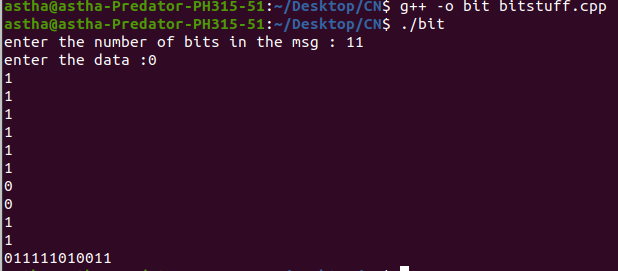 astha@astha-Predator-PH315-51:~/Desktop/CN$ g++ -o bit bitstuff.cpp
astha@astha-Predator-PH315-51:~/Desktop/CN$ ./bit
enter the number of bits in the msg : 11
enter the data :0
1
1
1
1
1
1
0
0
1
1
011111010011